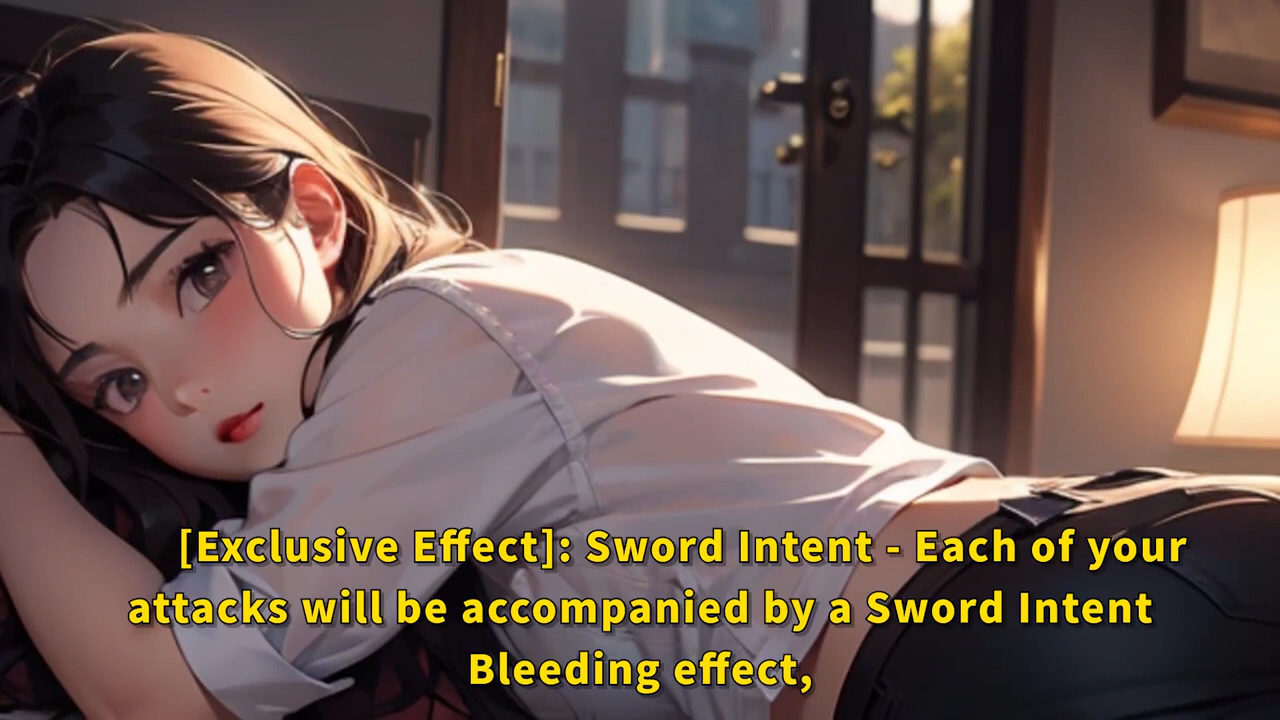 [Exclusive Effect]: Sword Intent - Each of your
attacks will be accompanied by a Sword Intent
Bleeding effect,